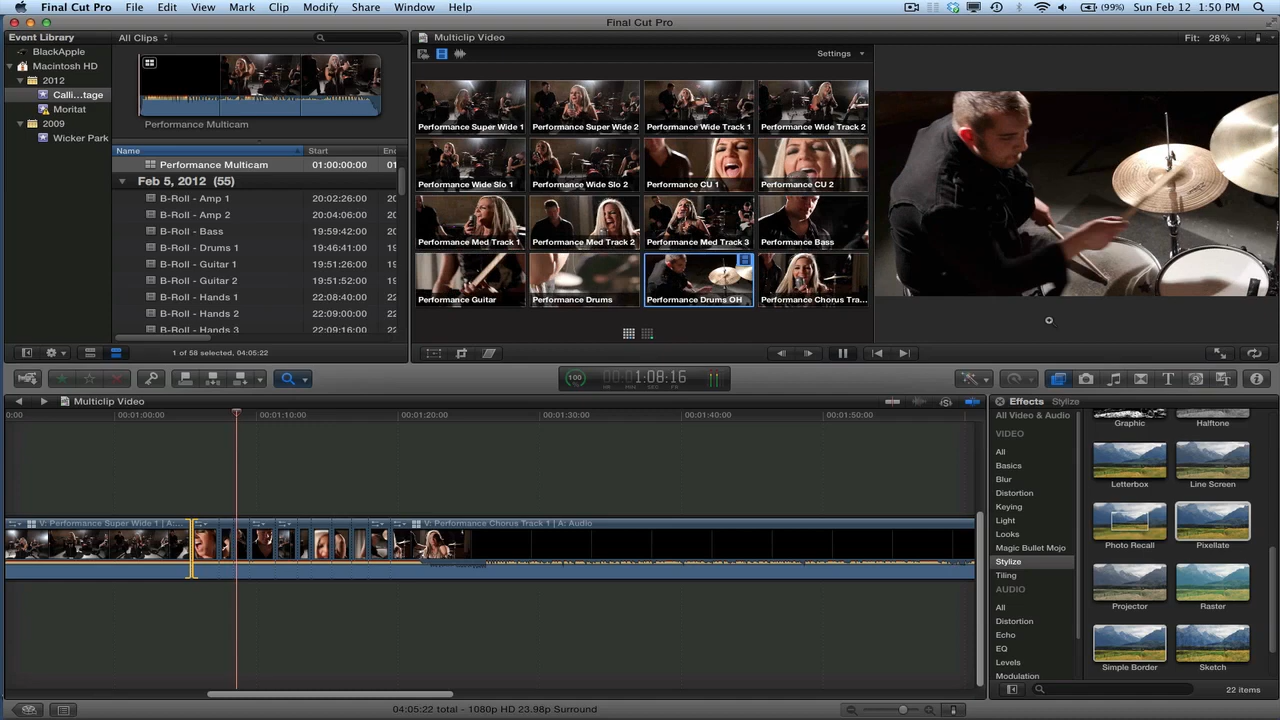 Final Cut Pro File Edit View Mark Clip Modify Share Window Help (99%) Sun Feb 12 1:50 PM
Final Cut Pro
Event Library
All Clips
Multiclip Video
Fit: 28%
BlackApple
Macintosh HD
2012
Calli...tage
Moritat
2009
Wicker Park
Performance Multicam
Settings
Name Start End
Performance Multicam 01:00:00:00 01
Feb 5, 2012 (55)
B-Roll - Amp 1 20:02:26:00 20
B-Roll - Amp 2 20:04:06:00 20
B-Roll - Bass 19:59:42:00 20
B-Roll - Drums 1 19:46:41:00 19
B-Roll - Guitar 1 19:51:26:00 19
B-Roll - Guitar 2 19:51:52:00 19
B-Roll - Hands 1 22:08:40:00 22
B-Roll - Hands 2 22:09:00:00 22
B-Roll - Hands 3 22:09:16:00 22
1 of 58 selected, 04:05:22
Performance Super Wide 1 Performance Super Wide 2 Performance Wide Track 1 Performance Wide Track 2
Performance Wide Slo 1 Performance Wide Slo 2 Performance CU 1 Performance CU 2
Performance Med Track 1 Performance Med Track 2 Performance Med Track 3 Performance Bass
Performance Guitar Performance Drums Performance Drums OH Performance Chorus Tra...
100 1:08:16
Multiclip Video
0:00 00:01:00:00 00:01:10:00 00:01:20:00 00:01:30:00 00:01:40:00 00:01:50:00
V: Performance Super Wide 1 | A:...
V: Performance Chorus Track 1 | A: Audio
Effects Stylize
All Video & Audio
VIDEO
All
Basics
Blur
Distortion
Keying
Light
Looks
Magic Bullet Mojo
Stylize
Tiling
AUDIO
All
Distortion
Echo
EQ
Levels
Modulation
Graphic Halftone
Letterbox Line Screen
Photo Recall Pixellate
Projector Raster
Simple Border Sketch
22 items
04:05:22 total - 1080p HD 23.98p Surround